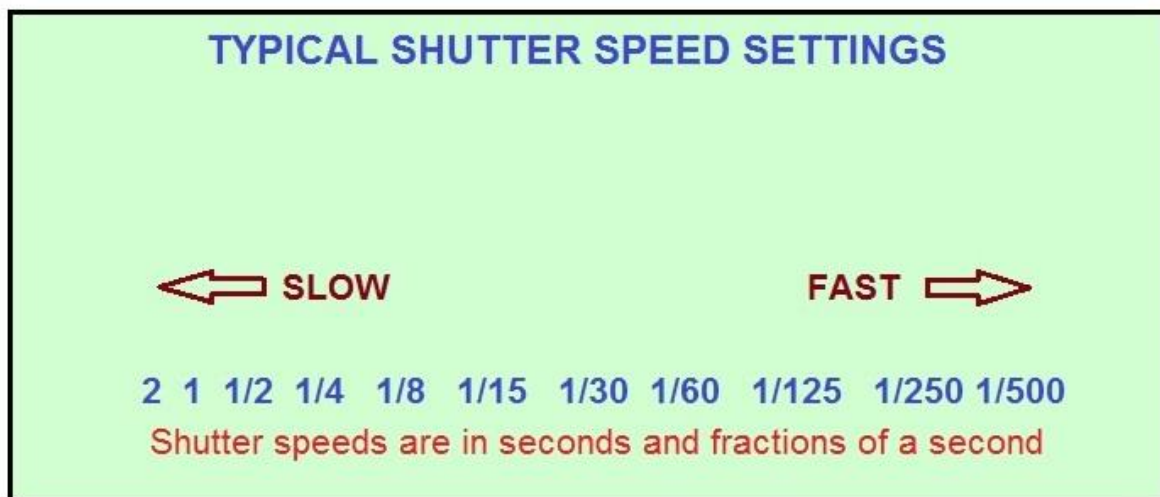 TYPICAL SHUTTER SPEED SETTINGS
SLOW FAST
2 1 1/2 1/4 1/8 1/15 1/30 1/60 1/125 1/250 1/500
Shutter speeds are in seconds and fractions of a second